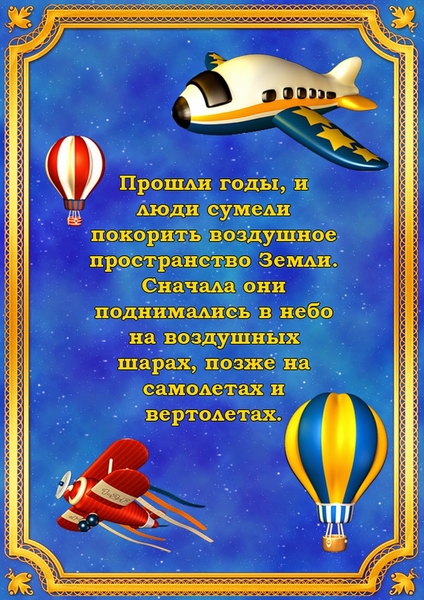 Прошли годы, и
люди сумели
покорить воздушное
пространство Земли.
Сначала они
поднимались в небо
на воздушных
шарах, позже на
самолетах и
вертолетах.